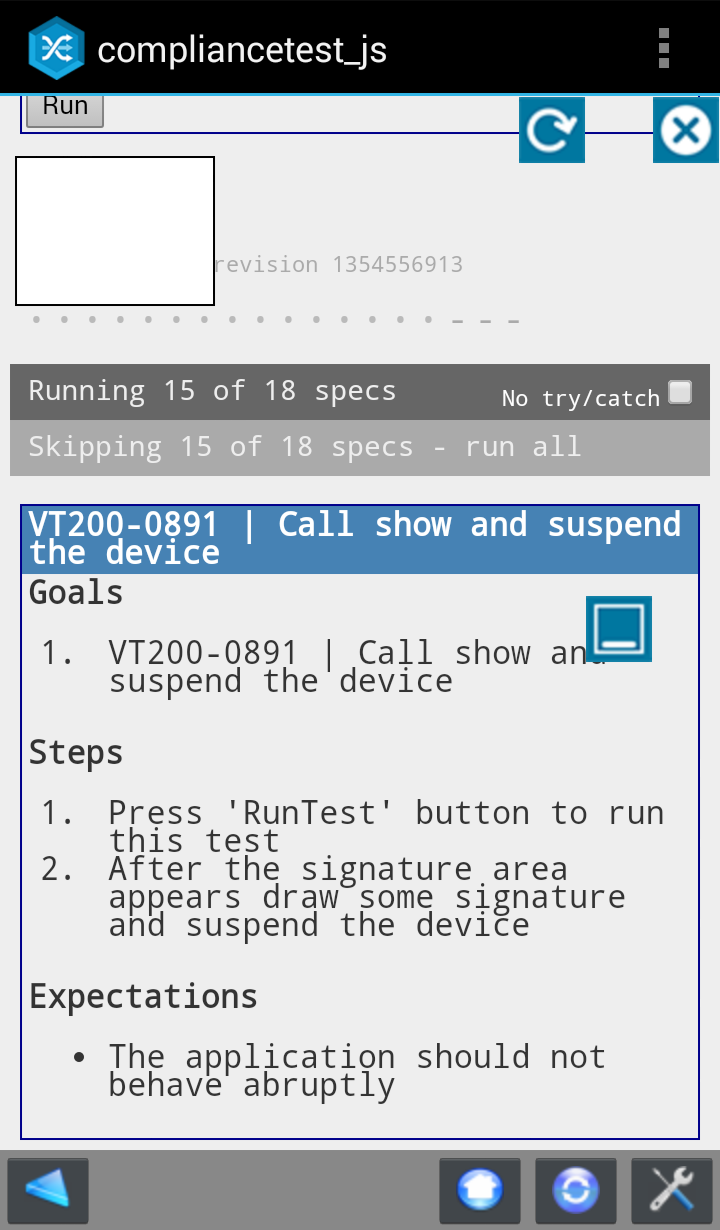 compliancetest_js
Run
revision 1354556913
• • • • • • • • • • • • • • • - - -
Running 15 of 18 specs
No try/catch
Skipping 15 of 18 specs - run all
VT200-0891 | Call show and suspend
the device
Goals
1. VT200-0891 | Call show and
suspend the device
Steps
1. Press 'RunTest' button to run
this test
2. After the signature area
appears draw some signature
and suspend the device
Expectations
• The application should not
behave abruptly